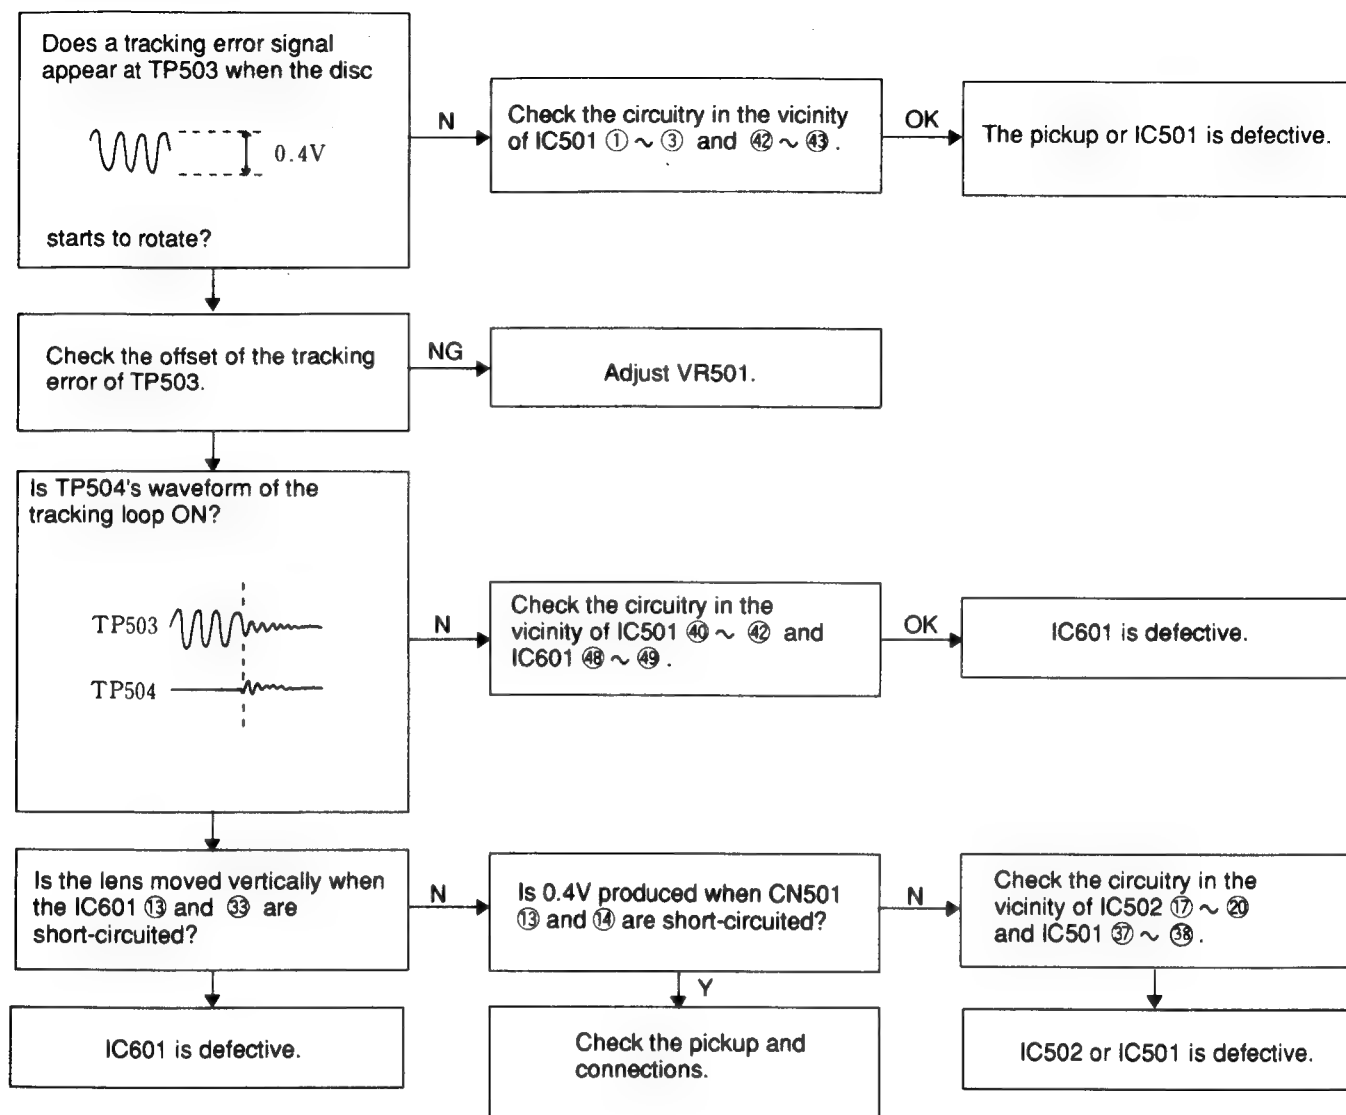 Does a tracking error signal
appear at TP503 when the disc
0.4V
starts to rotate?
N
Check the circuitry in the vicinity
of IC501 ① ~ ③ and ㊷ ~ ㊸ .
OK
The pickup or IC501 is defective.
Check the offset of the tracking
error of TP503.
NG
Adjust VR501.
Is TP504's waveform of the
tracking loop ON?
TP503
TP504
N
Check the circuitry in the
vicinity of IC501 ㊵ ~ ㊷ and
IC601 ㊽ ~ ㊾ .
OK
IC601 is defective.
Is the lens moved vertically when
the IC601 ⑬ and ㉝ are
short-circuited?
N
Is 0.4V produced when CN501
⑬ and ⑭ are short-circuited?
N
Check the circuitry in the
vicinity of IC502 ⑰ ~ ⑳
and IC501 ㊲ ~ ㊳ .
Y
IC601 is defective.
Check the pickup and
connections.
IC502 or IC501 is defective.